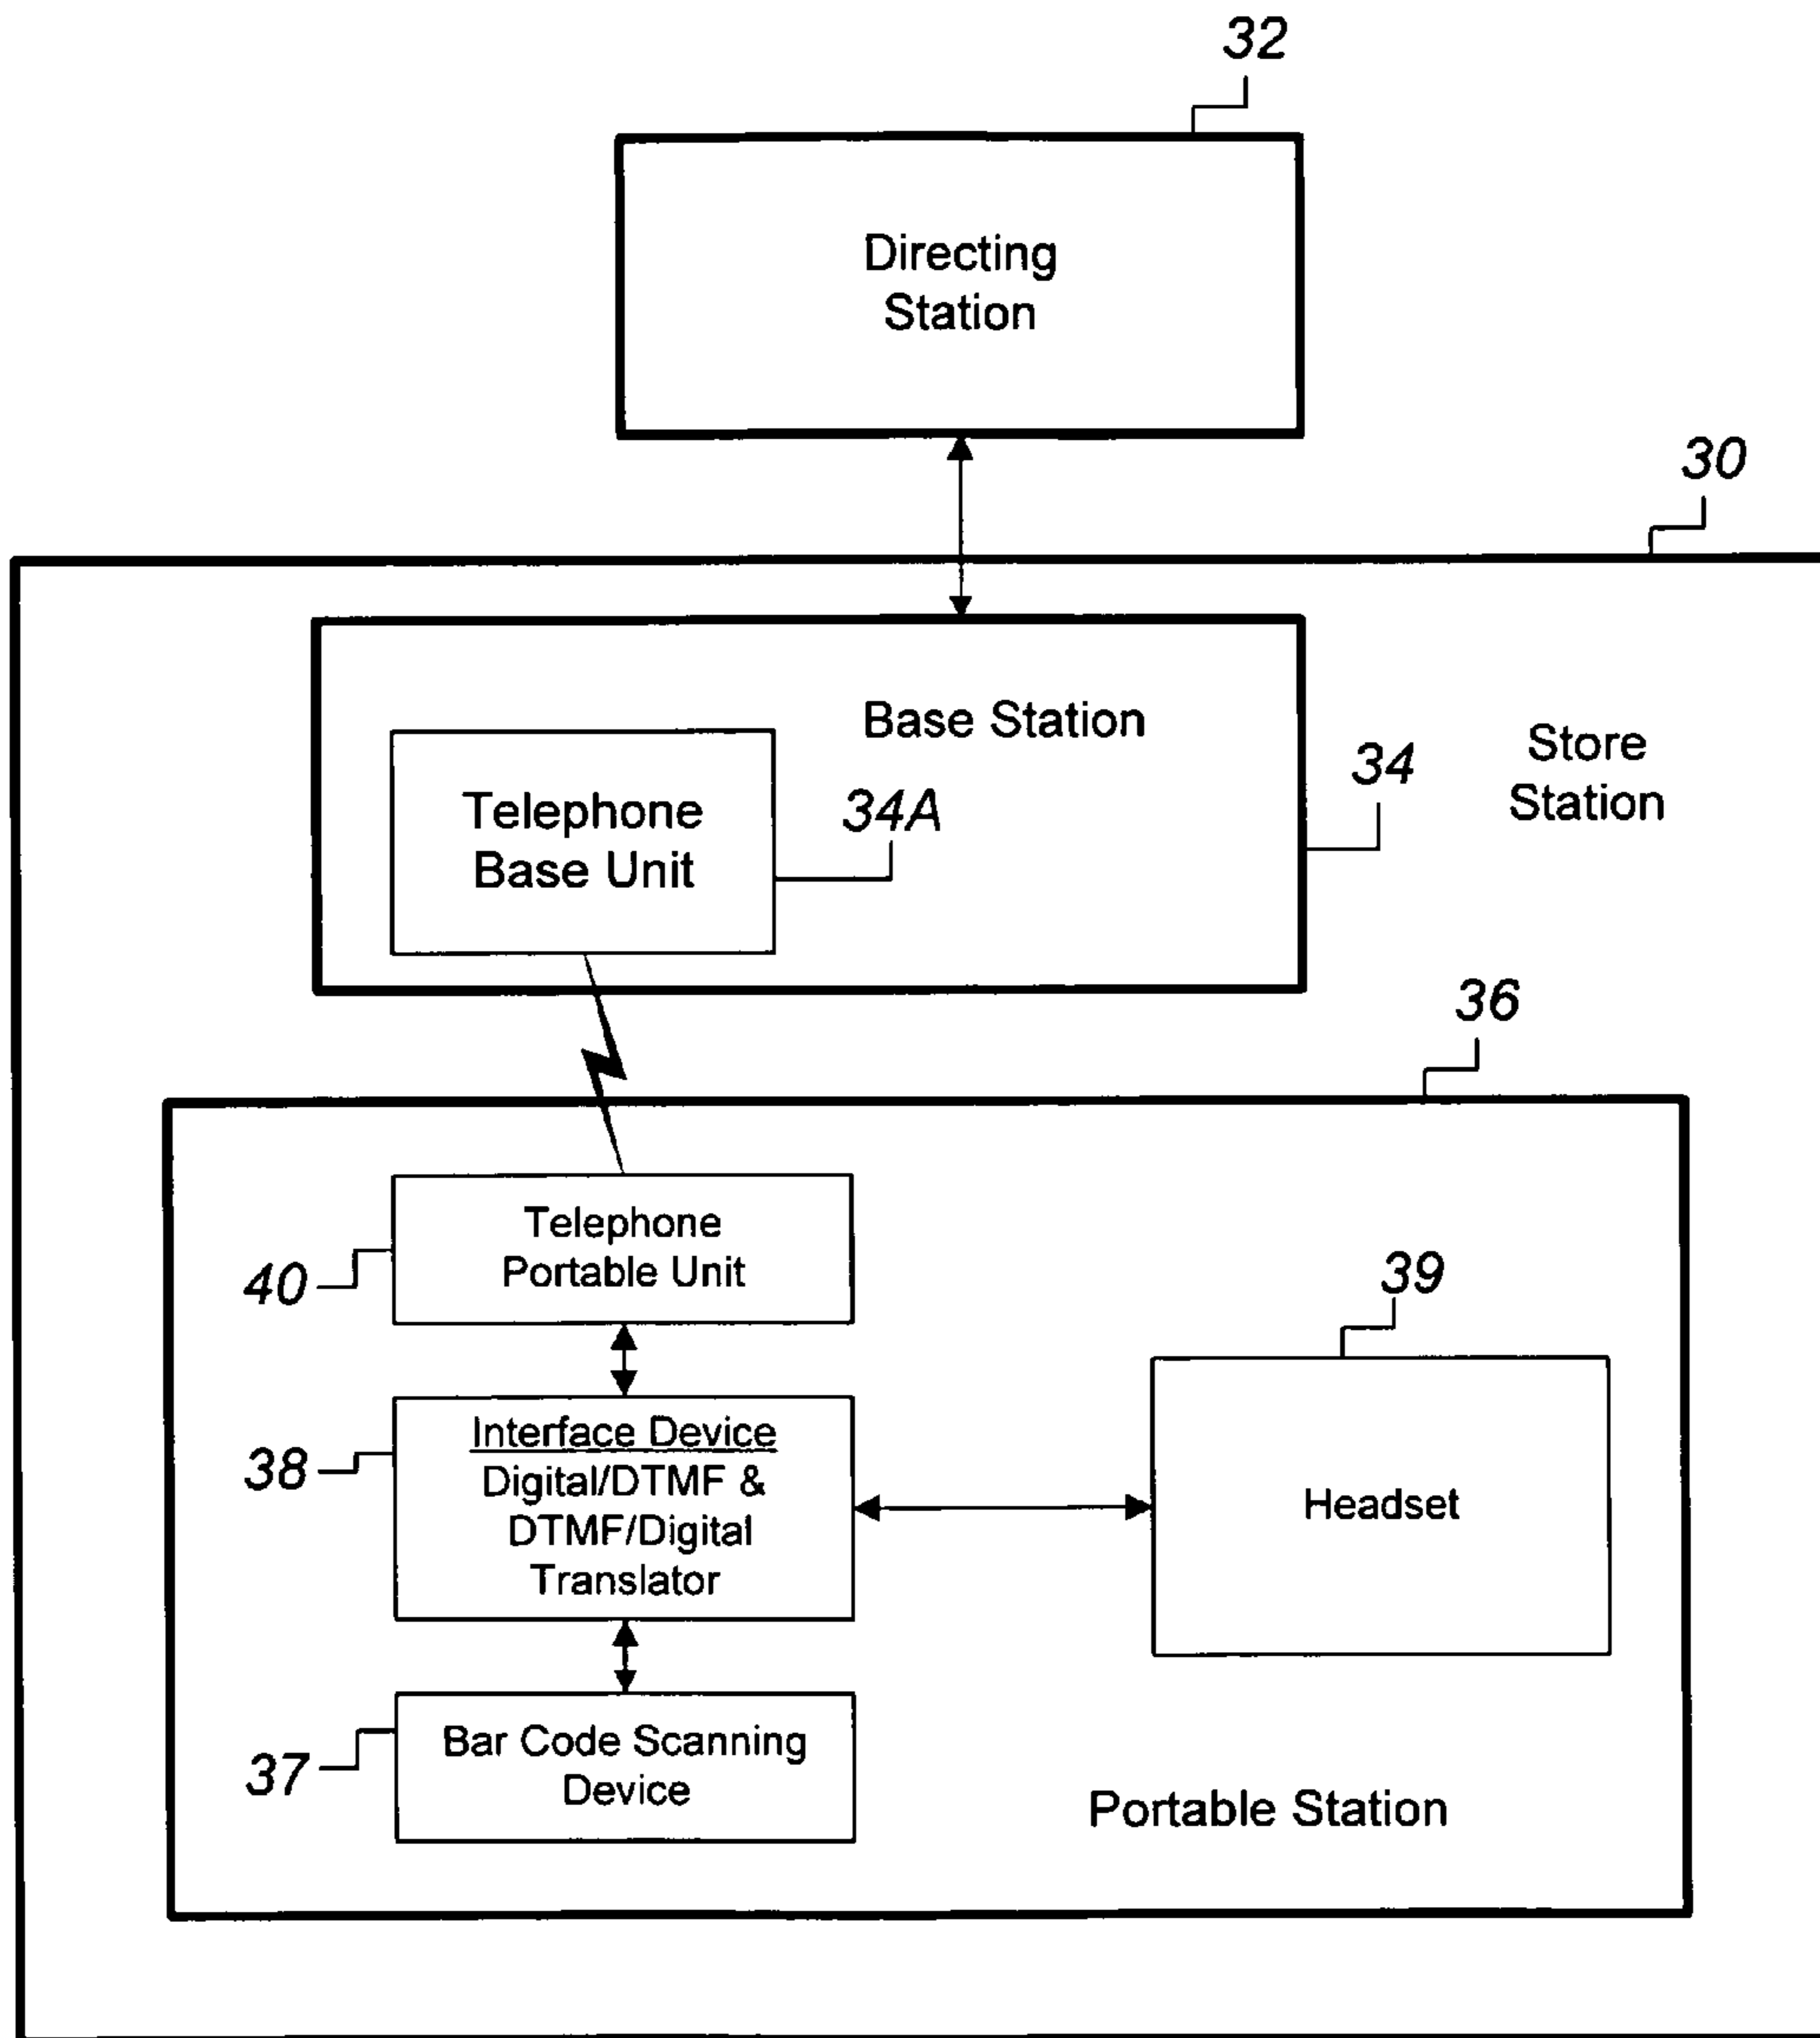 32
Directing
Station
30
Base Station
Store
Station
34
Telephone
Base Unit
34A
36
Telephone
Portable Unit
40
39
Interface Device
Digital/DTMF &
DTMF/Digital
Translator
38
Headset
Bar Code Scanning
Device
37
Portable Station